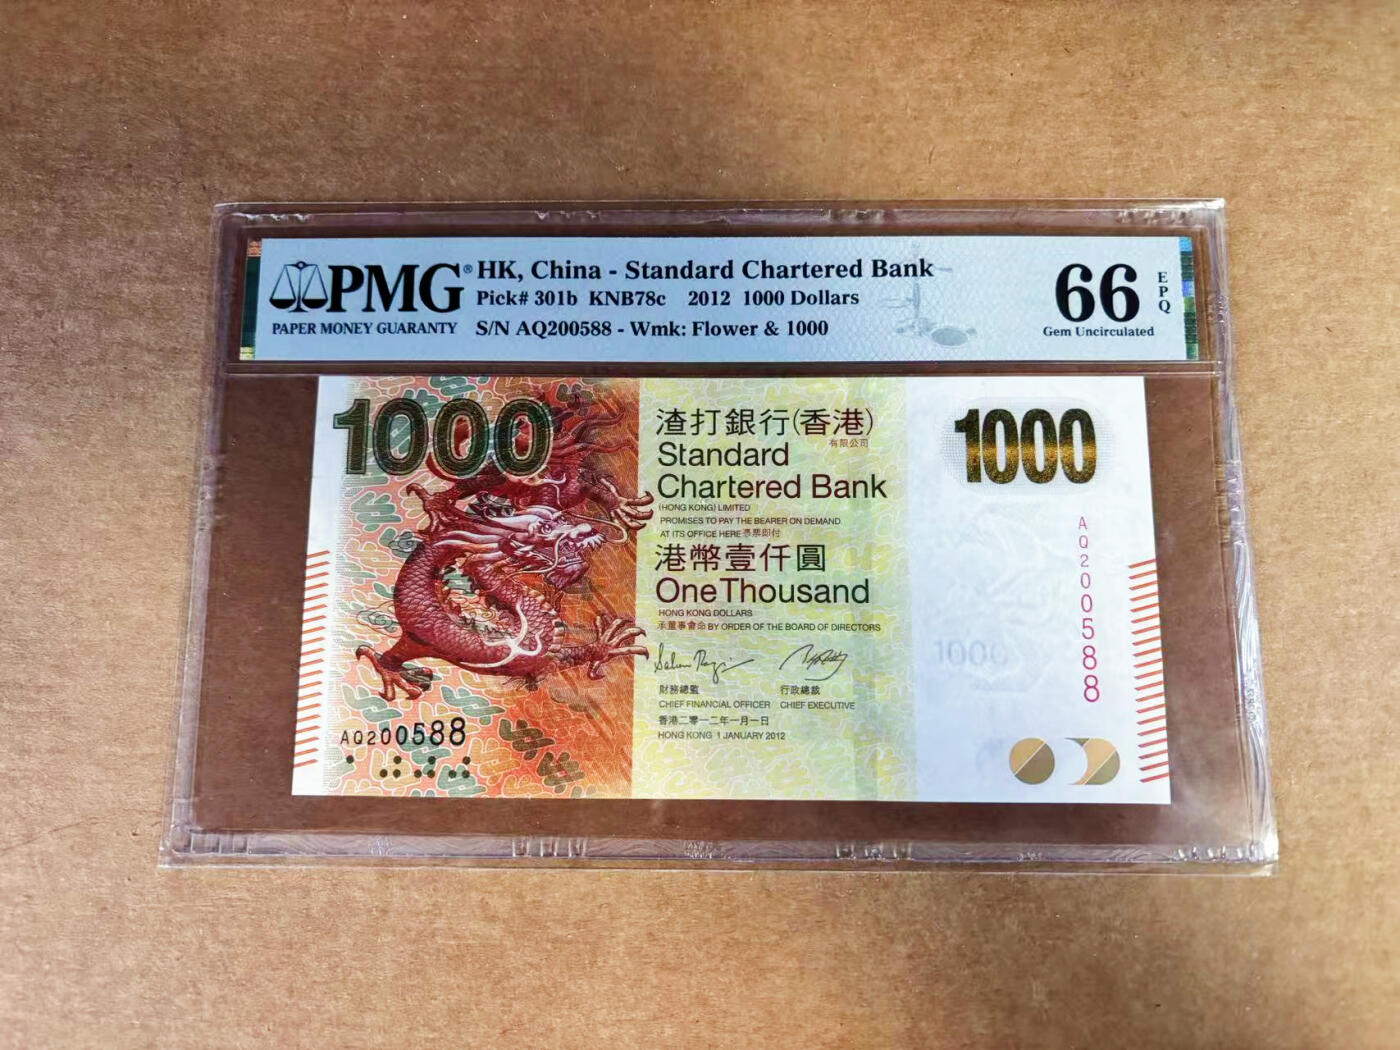 PMG®
PAPER MONEY GUARANTY
HK, China - Standard Chartered Bank
Pick# 301b KNB78c 2012 1000 Dollars
S/N AQ200588 - Wmk: Flower & 1000
66
EPQ
Gem Uncirculated
1000
渣打銀行(香港)
有限公司
Standard
Chartered Bank
(HONG KONG) LIMITED
PROMISES TO PAY THE BEARER ON DEMAND
AT ITS OFFICE HERE 憑票即付
港幣壹仟圓
One Thousand
HONG KONG DOLLARS
承董事會命 BY ORDER OF THE BOARD OF DIRECTORS
財務總監 行政總裁
CHIEF FINANCIAL OFFICER CHIEF EXECUTIVE
香港二零一二年一月一日
HONG KONG 1 JANUARY 2012
AQ200588
1000
AQ200588
1000